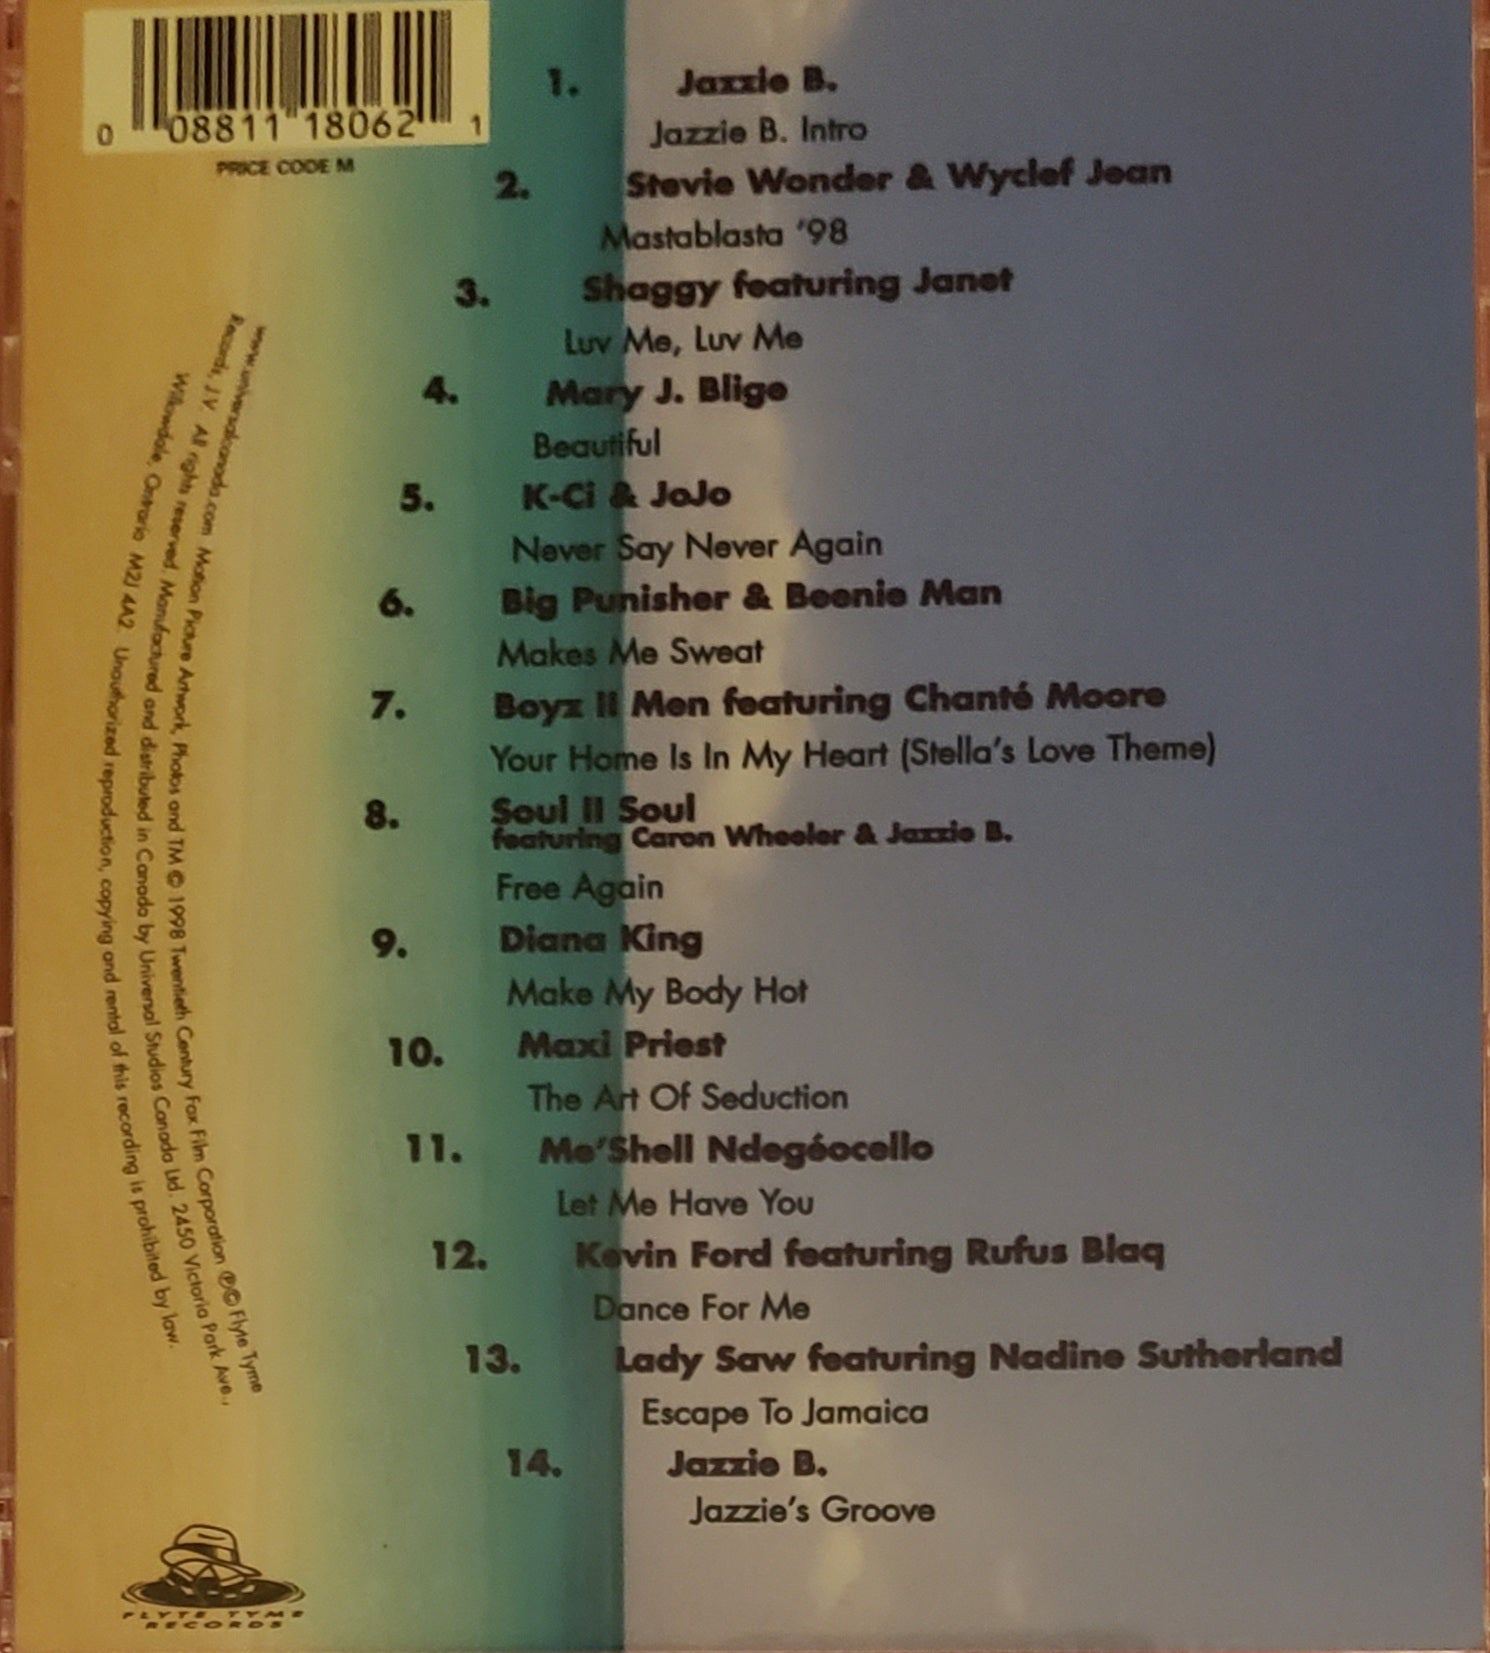 0 08811 18062 1
PRICE CODE M
1. Jazzie B.
Jazzie B. Intro
2. Stevie Wonder & Wyclef Jean
Mastablasta '98
3. Shaggy featuring Janet
Luv Me, Luv Me
4. Mary J. Blige
Beautiful
5. K-Ci & JoJo
Never Say Never Again
6. Big Punisher & Beenie Man
Makes Me Sweat
7. Boyz II Men featuring Chanté Moore
Your Home Is In My Heart (Stella's Love Theme)
8. Soul II Soul
featuring Caron Wheeler & Jazzie B.
Free Again
9. Diana King
Make My Body Hot
10. Maxi Priest
The Art Of Seduction
11. Me'Shell Ndegéocello
Let Me Have You
12. Kevin Ford featuring Rufus Blaq
Dance For Me
13. Lady Saw featuring Nadine Sutherland
Escape To Jamaica
14. Jazzie B.
Jazzie's Groove
www.universalcanada.com Motion Picture Artwork, Photos and TM © 1998 Twentieth Century Fox Film Corporation ℗© Flyte Tyme
Records, J.V. All rights reserved. Manufactured and distributed in Canada by Universal Studios Canada Ltd. 2450 Victoria Park Ave.,
Willowdale, Ontario M2J 4A2. Unauthorized reproduction, copying and rental of this recording is prohibited by law.
FLYTE TYME
RECORDS